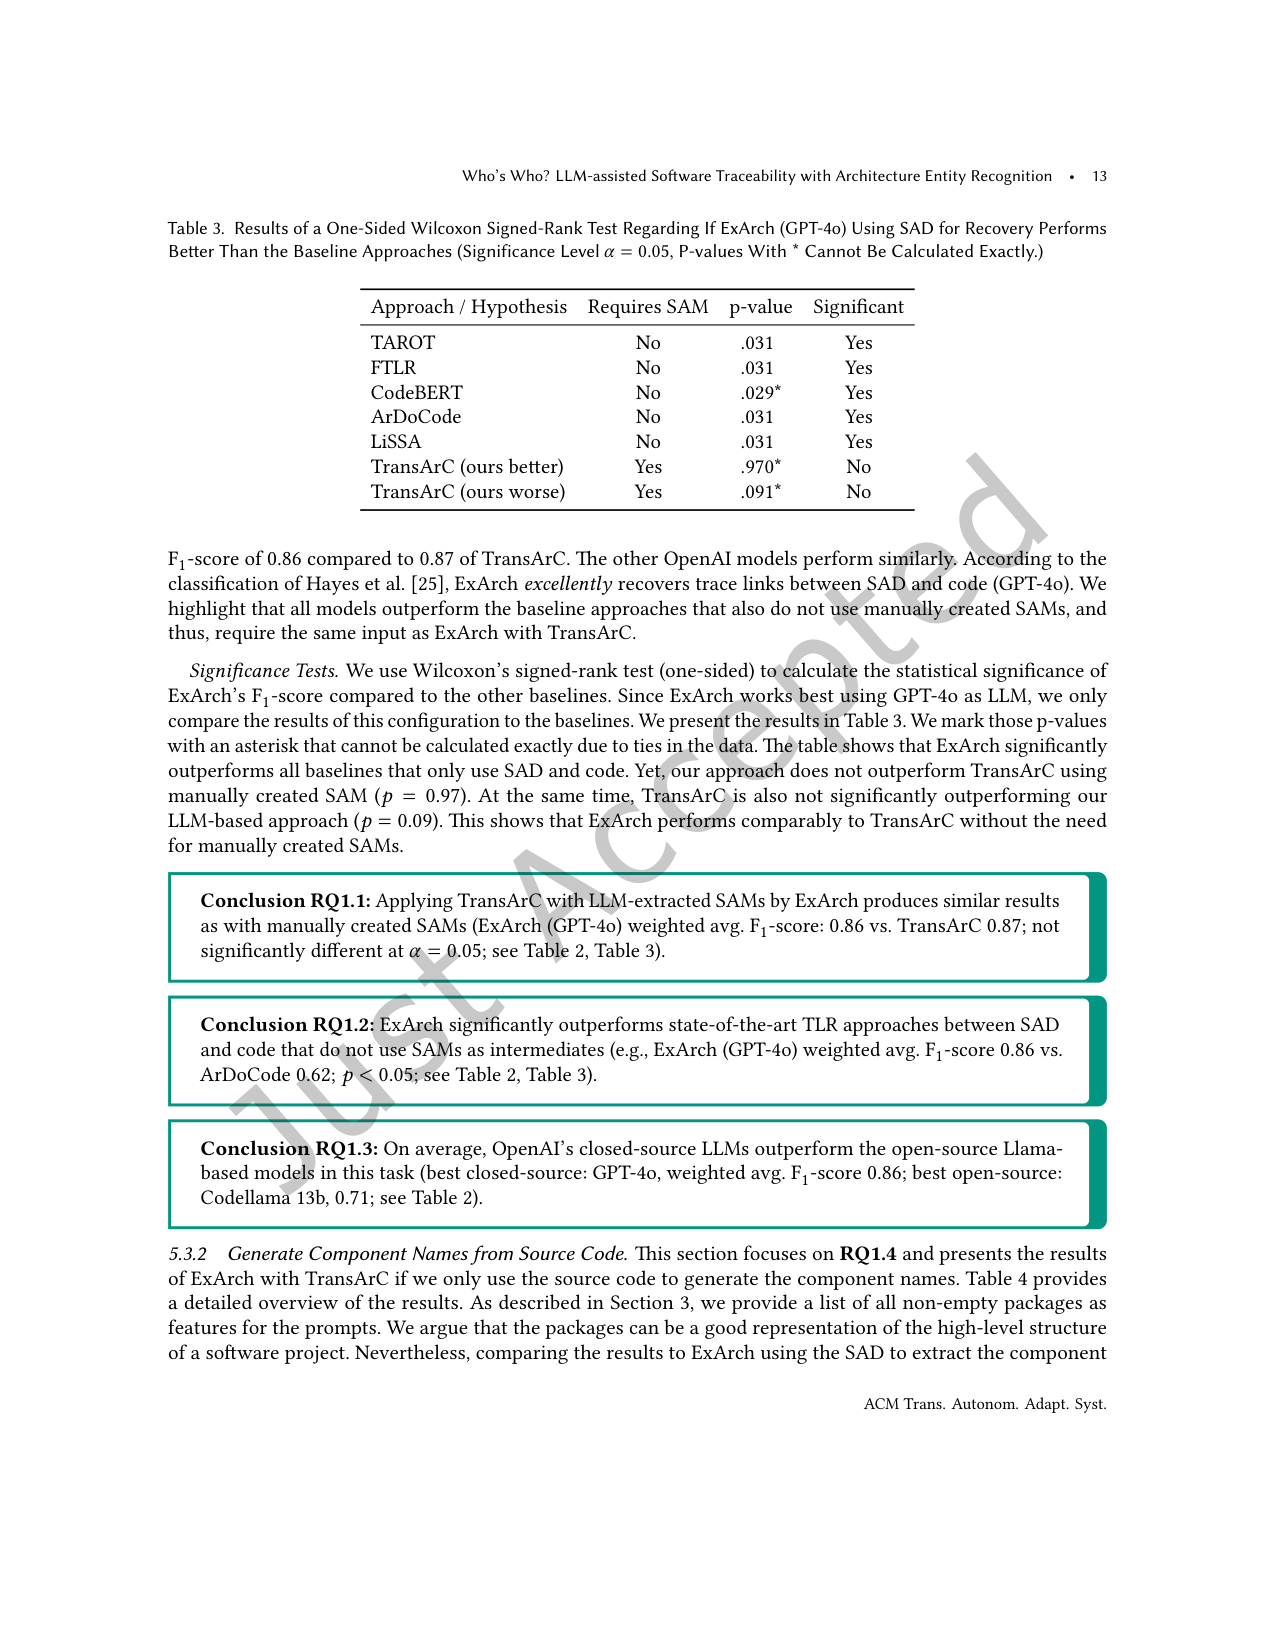 Who's Who? LLM-assisted Software Traceability with Architecture Entity Recognition • 13
Table 3. Results of a One-Sided Wilcoxon Signed-Rank Test Regarding If ExArch (GPT-4o) Using SAD for Recovery Performs
Better Than the Baseline Approaches (Significance Level α = 0.05, P-values With * Cannot Be Calculated Exactly.)
Approach / Hypothesis Requires SAM p-value Significant
TAROT No .031 Yes
FTLR No .031 Yes
CodeBERT No .029* Yes
ArDoCode No .031 Yes
LiSSA No .031 Yes
TransArC (ours better) Yes .970* No
TransArC (ours worse) Yes .091* No
F1-score of 0.86 compared to 0.87 of TransArC. The other OpenAI models perform similarly. According to the
classification of Hayes et al. [25], ExArch excellently recovers trace links between SAD and code (GPT-4o). We
highlight that all models outperform the baseline approaches that also do not use manually created SAMs, and
thus, require the same input as ExArch with TransArC.
Significance Tests. We use Wilcoxon's signed-rank test (one-sided) to calculate the statistical significance of
ExArch's F1-score compared to the other baselines. Since ExArch works best using GPT-4o as LLM, we only
compare the results of this configuration to the baselines. We present the results in Table 3. We mark those p-values
with an asterisk that cannot be calculated exactly due to ties in the data. The table shows that ExArch significantly
outperforms all baselines that only use SAD and code. Yet, our approach does not outperform TransArC using
manually created SAM (p = 0.97). At the same time, TransArC is also not significantly outperforming our
LLM-based approach (p = 0.09). This shows that ExArch performs comparably to TransArC without the need
for manually created SAMs.
Conclusion RQ1.1: Applying TransArC with LLM-extracted SAMs by ExArch produces similar results
as with manually created SAMs (ExArch (GPT-4o) weighted avg. F1-score: 0.86 vs. TransArC 0.87; not
significantly different at α = 0.05; see Table 2, Table 3).
Conclusion RQ1.2: ExArch significantly outperforms state-of-the-art TLR approaches between SAD
and code that do not use SAMs as intermediates (e.g., ExArch (GPT-4o) weighted avg. F1-score 0.86 vs.
ArDoCode 0.62; p < 0.05; see Table 2, Table 3).
Conclusion RQ1.3: On average, OpenAI's closed-source LLMs outperform the open-source Llama-
based models in this task (best closed-source: GPT-4o, weighted avg. F1-score 0.86; best open-source:
Codellama 13b, 0.71; see Table 2).
5.3.2 Generate Component Names from Source Code. This section focuses on RQ1.4 and presents the results
of ExArch with TransArC if we only use the source code to generate the component names. Table 4 provides
a detailed overview of the results. As described in Section 3, we provide a list of all non-empty packages as
features for the prompts. We argue that the packages can be a good representation of the high-level structure
of a software project. Nevertheless, comparing the results to ExArch using the SAD to extract the component
ACM Trans. Autonom. Adapt. Syst.
Just Accepted